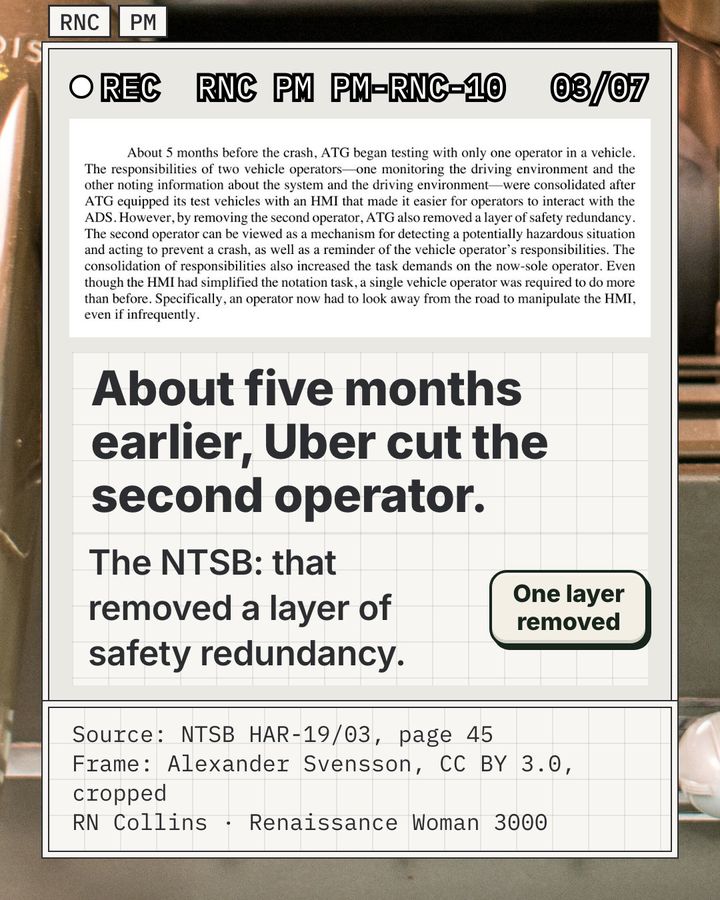 RNC PM
REC RNC PM PM-RNC-10 03/07
About 5 months before the crash, ATG began testing with only one operator in a vehicle.
The responsibilities of two vehicle operators—one monitoring the driving environment and the
other noting information about the system and the driving environment—were consolidated after
ATG equipped its test vehicles with an HMI that made it easier for operators to interact with the
ADS. However, by removing the second operator, ATG also removed a layer of safety redundancy.
The second operator can be viewed as a mechanism for detecting a potentially hazardous situation
and acting to prevent a crash, as well as a reminder of the vehicle operator's responsibilities. The
consolidation of responsibilities also increased the task demands on the now-sole operator. Even
though the HMI had simplified the notation task, a single vehicle operator was required to do more
than before. Specifically, an operator now had to look away from the road to manipulate the HMI,
even if infrequently.
About five months
earlier, Uber cut the
second operator.
The NTSB: that
removed a layer of
safety redundancy.
One layer
removed
Source: NTSB HAR-19/03, page 45
Frame: Alexander Svensson, CC BY 3.0,
cropped
RN Collins · Renaissance Woman 3000